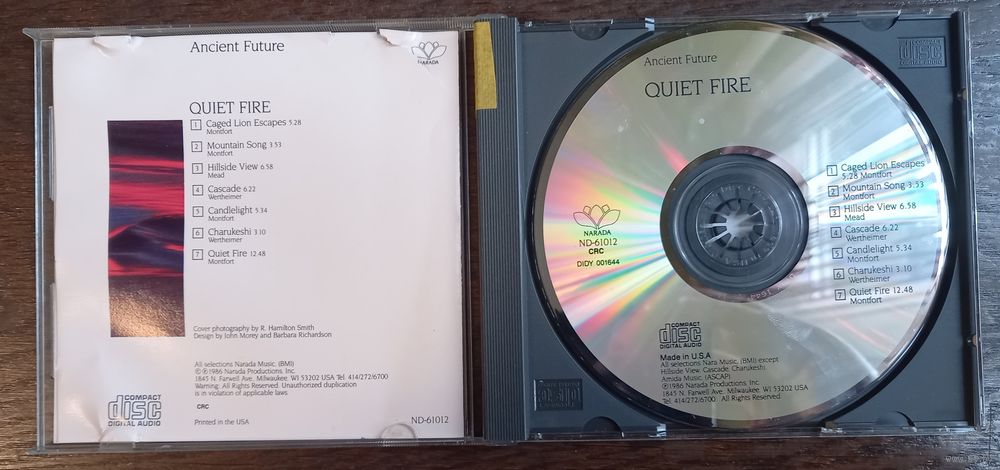 Ancient Future
NARADA
QUIET FIRE
1 Caged Lion Escapes 5.28
Montfort
2 Mountain Song 3.53
Montfort
3 Hillside View 6.58
Mead
4 Cascade 6.22
Wertheimer
5 Candlelight 5.34
Montfort
6 Charukeshi 3.10
Wertheimer
7 Quiet Fire 12.48
Montfort
Cover photography by R. Hamilton Smith
Design by John Morey and Barbara Richardson
All selections Narada Music. (BMI)
©℗1986 Narada Productions, Inc.
1845 N. Farwell Ave. Milwaukee, WI 53202 USA Tel. 414/272/6700
Warning. All Rights Reserved. Unauthorized duplication
is in violation of applicable laws.
CRC
COMPACT
disc
DIGITAL AUDIO
Printed in the USA
ND-61012
COMPACT
disc
DIGITAL AUDIO
Ancient Future
QUIET FIRE
1 Caged Lion Escapes
5.28 Montfort
2 Mountain Song 3.53
Montfort
3 Hillside View 6.58
Mead
4 Cascade 6.22
Wertheimer
5 Candlelight 5.34
Montfort
6 Charukeshi 3.10
Wertheimer
7 Quiet Fire 12.48
Montfort
NARADA
ND-61012
CRC
DIDY 001644
COMPACT
disc
DIGITAL AUDIO
Made in U.S.A
All selections Nara Music, (BMI) except
Hillside View, Cascade, Charukeshi.
Amida Music (ASCAP)
©℗1986 Narada Productions, Inc.
1845 N. Farwell Ave., Milwaukee, WI 53202 USA
Tel. 414/272/6700. All Rights Reserved.